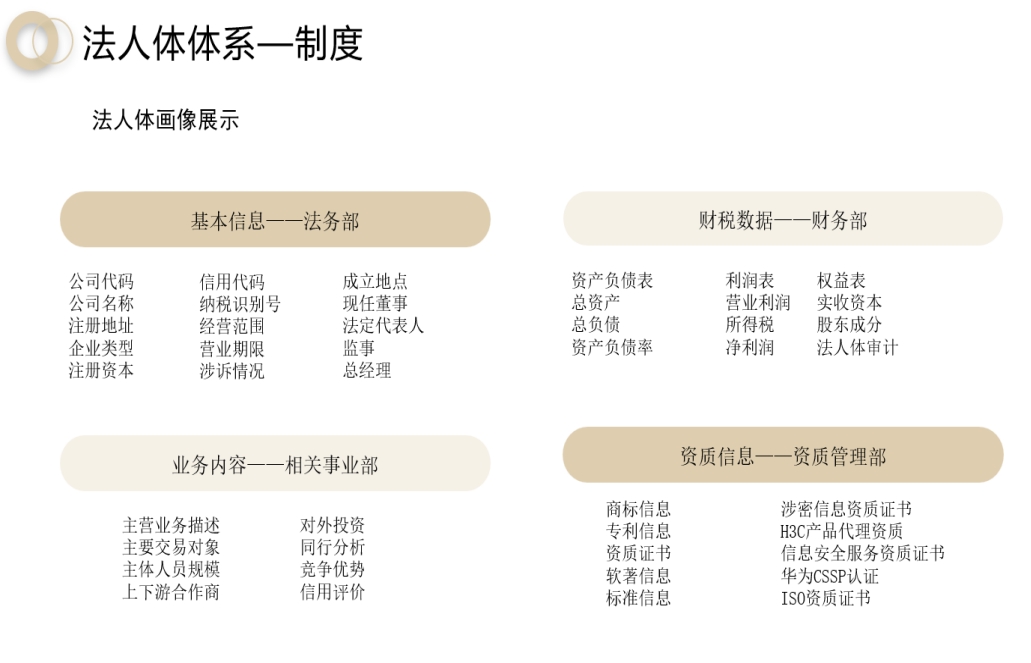 法人体体系—制度
法人体画像展示
基本信息——法务部
公司代码
公司名称
注册地址
企业类型
注册资本
信用代码
纳税识别号
经营范围
营业期限
涉诉情况
成立地点
现任董事
法定代表人
监事
总经理
财税数据——财务部
资产负债表
总资产
总负债
资产负债率
利润表
营业利润
所得税
净利润
权益表
实收资本
股东成分
法人体审计
业务内容——相关事业部
主营业务描述
主要交易对象
主体人员规模
上下游合作商
对外投资
同行分析
竞争优势
信用评价
资质信息——资质管理部
商标信息
专利信息
资质证书
软著信息
标准信息
涉密信息资质证书
H3C产品代理资质
信息安全服务资质证书
华为CSSP认证
ISO资质证书